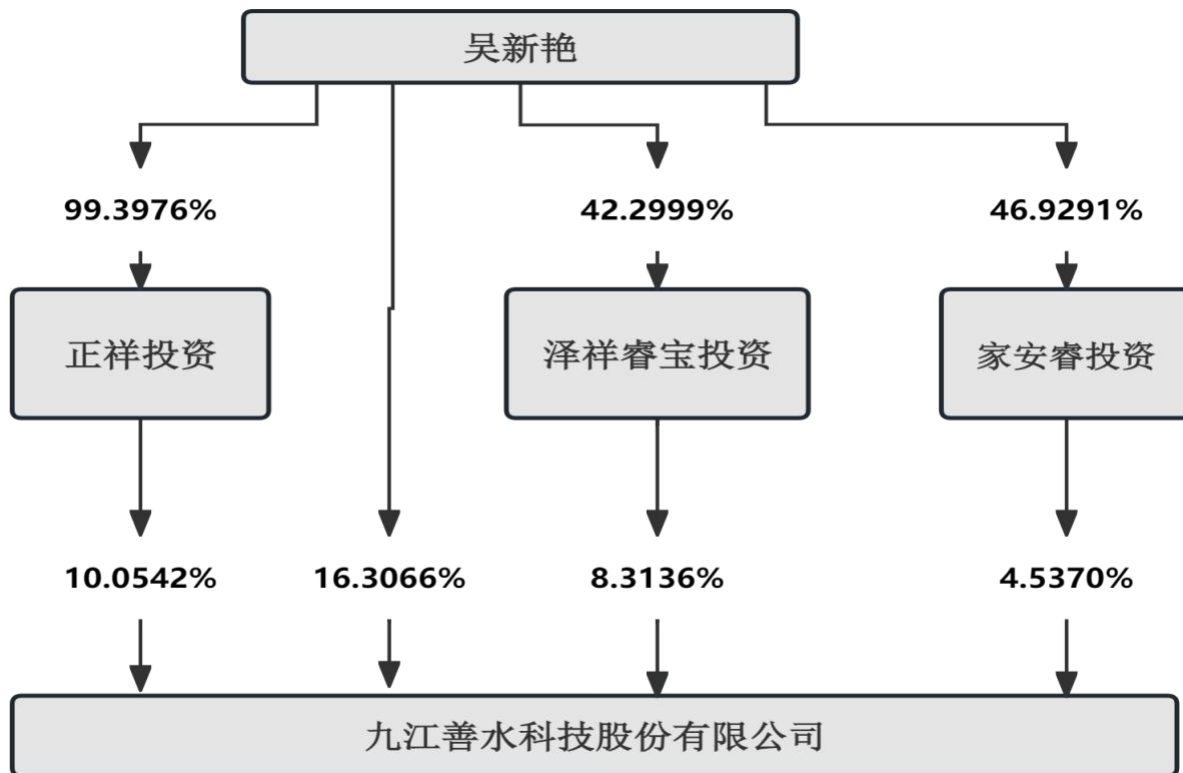 吴新艳
99.3976%
42.2999%
46.9291%
正祥投资
泽祥睿宝投资
家安睿投资
10.0542%
16.3066%
8.3136%
4.5370%
九江善水科技股份有限公司